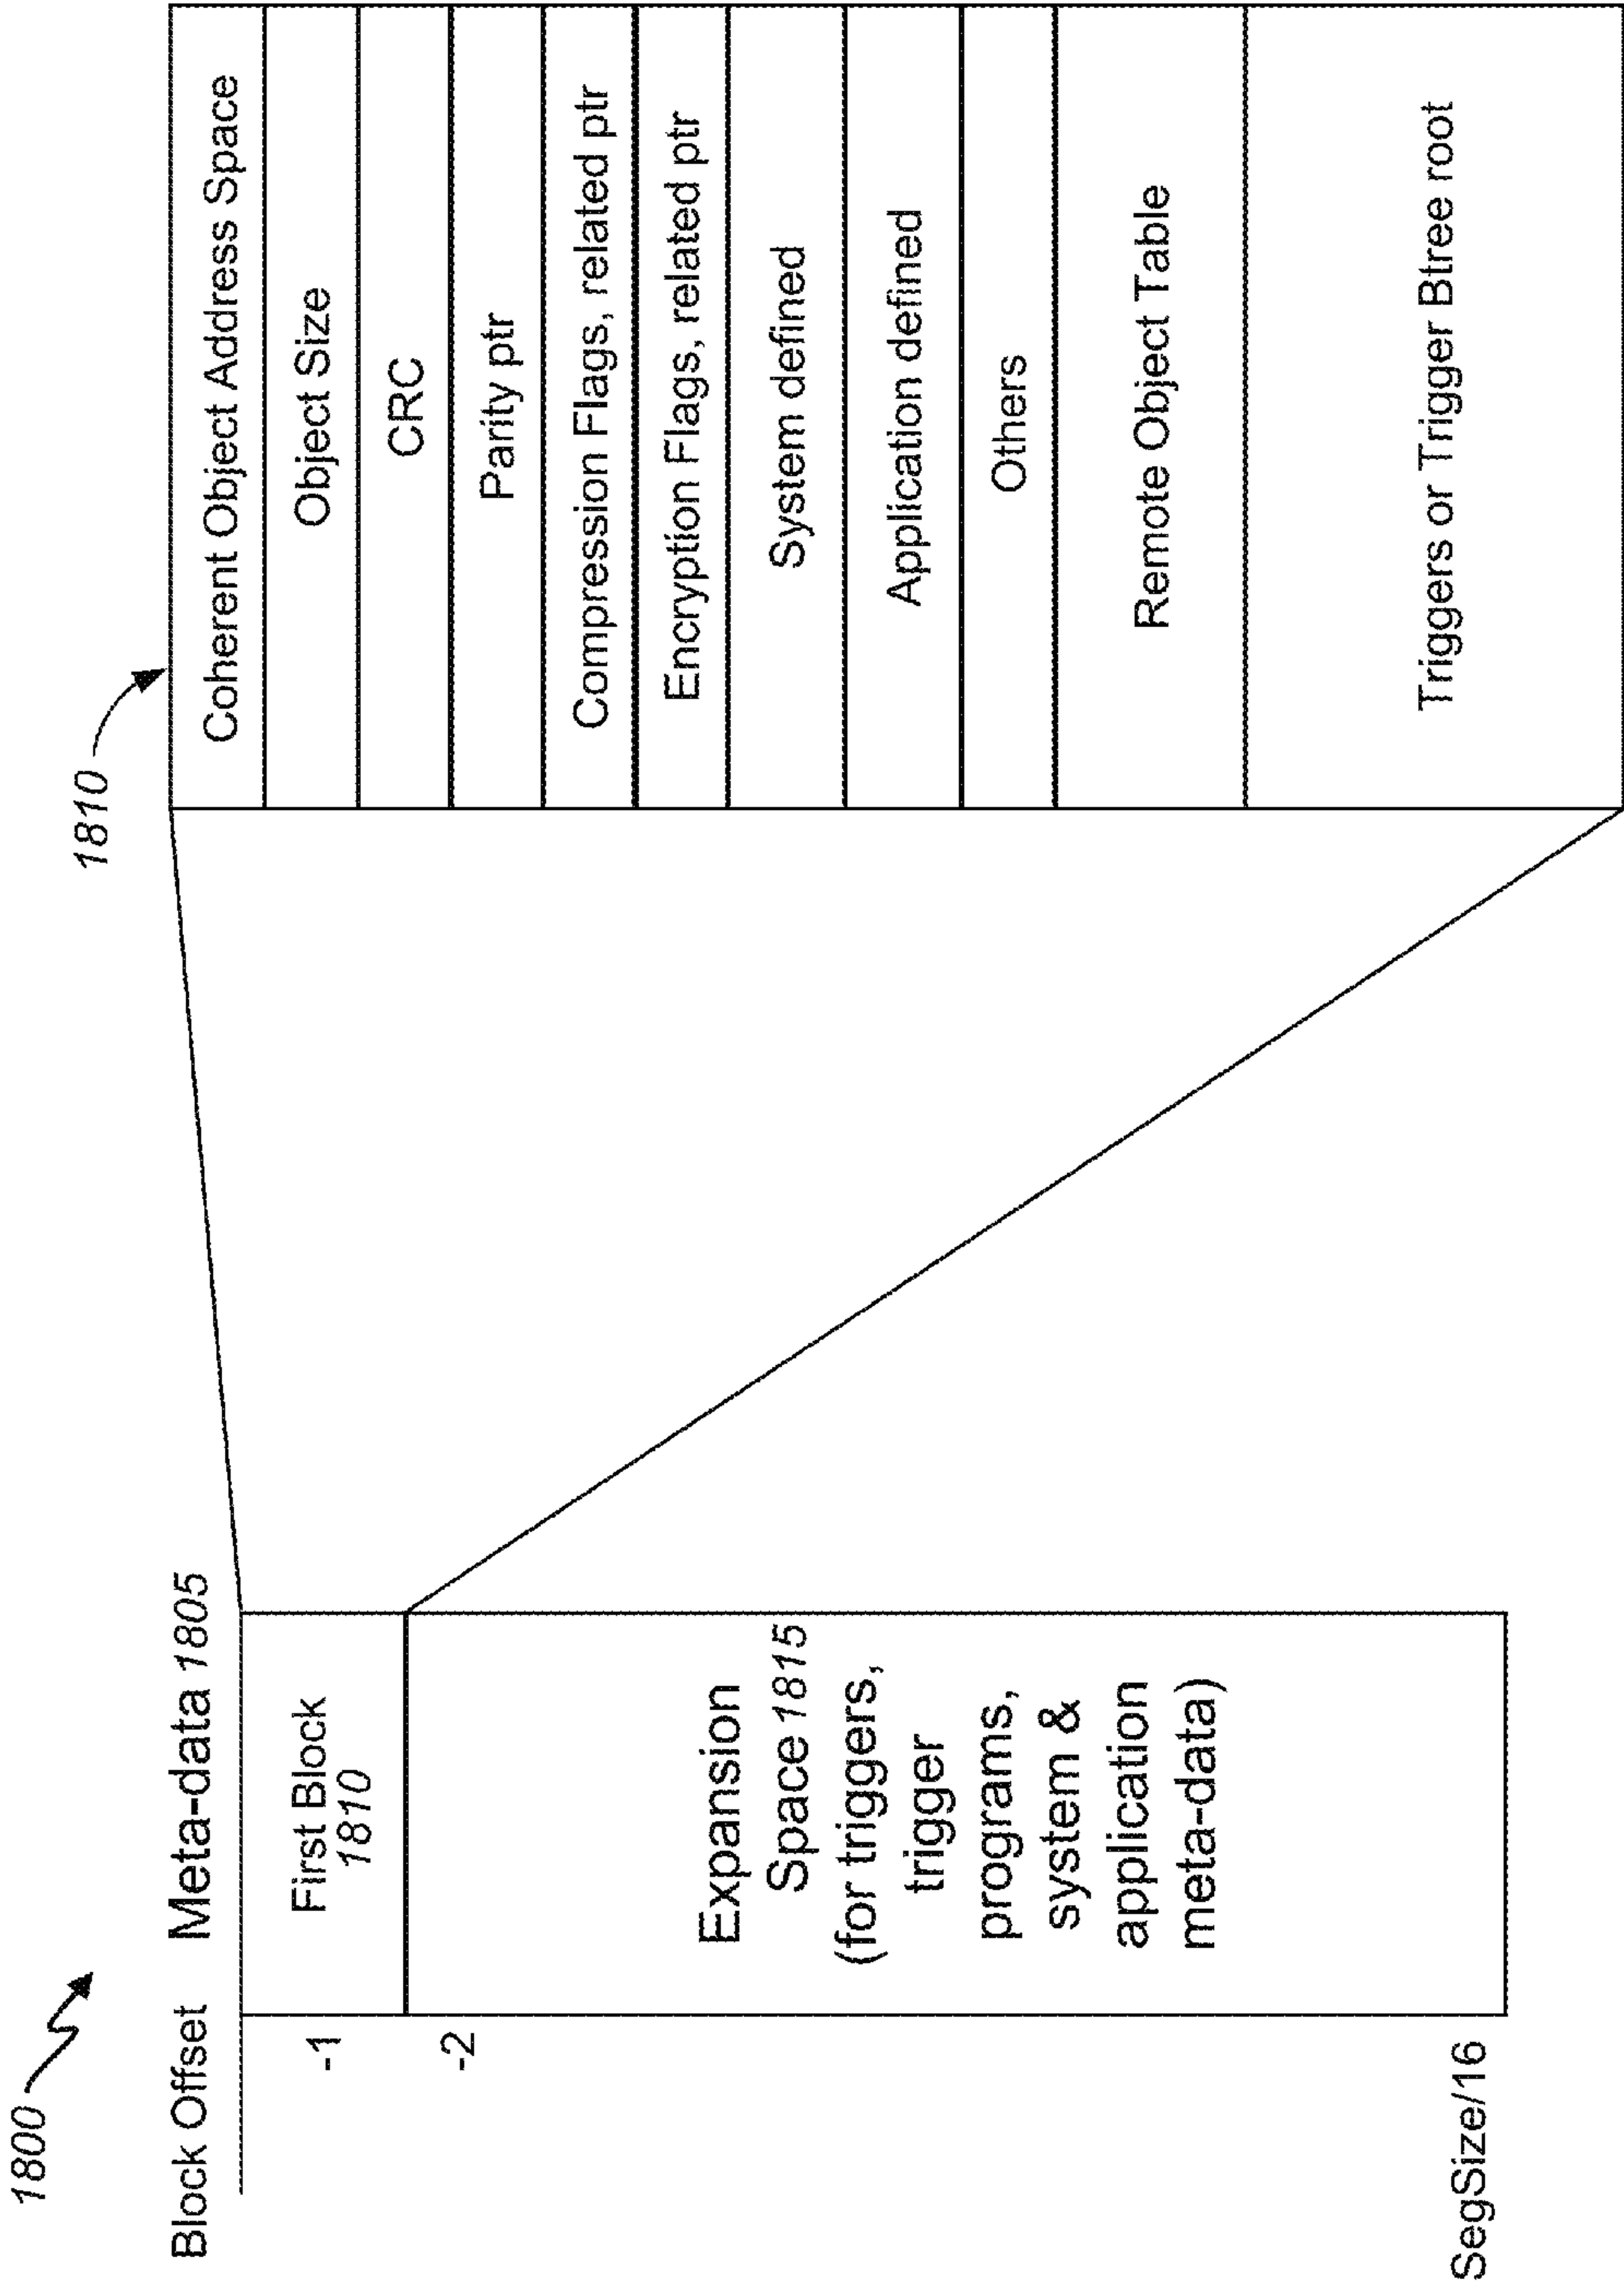 1800
Block Offset
Meta-data 1805
-1
First Block
1810
-2
Expansion
Space 1815
(for triggers,
trigger
programs,
system &
application
meta-data)
SegSize/16
1810
Coherent Object Address Space
Object Size
CRC
Parity ptr
Compression Flags, related ptr
Encryption Flags, related ptr
System defined
Application defined
Others
Remote Object Table
Triggers or Trigger Btree root